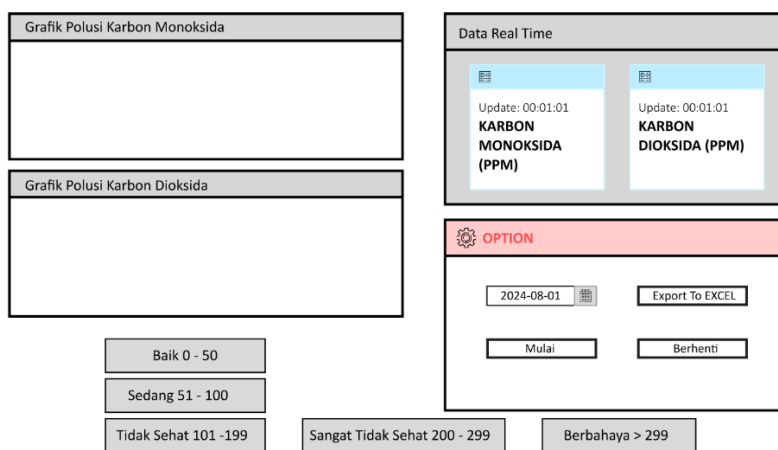 Grafik Polusi Karbon Monoksida
Grafik Polusi Karbon Dioksida
Data Real Time
Update: 00:01:01
KARBON
MONOKSIDA
(PPM)
Update: 00:01:01
KARBON
DIOKSIDA (PPM)
OPTION
2024-08-01
Export To EXCEL
Mulai
Berhenti
Baik 0 - 50
Sedang 51 - 100
Tidak Sehat 101 -199
Sangat Tidak Sehat 200 - 299
Berbahaya > 299